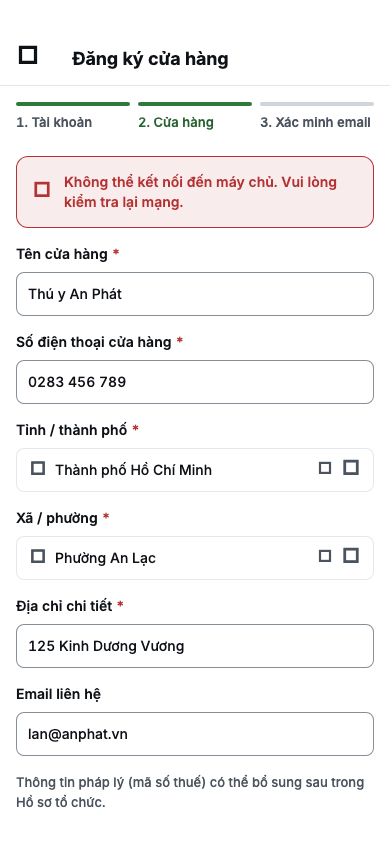 Đăng ký cửa hàng
1. Tài khoản
2. Cửa hàng
3. Xác minh email
Không thể kết nối đến máy chủ. Vui lòng
kiểm tra lại mạng.
Tên cửa hàng *
Thú y An Phát
Số điện thoại cửa hàng *
0283 456 789
Tỉnh / thành phố *
Thành phố Hồ Chí Minh
Xã / phường *
Phường An Lạc
Địa chỉ chi tiết *
125 Kinh Dương Vương
Email liên hệ
lan@anphat.vn
Thông tin pháp lý (mã số thuế) có thể bổ sung sau trong
Hồ sơ tổ chức.